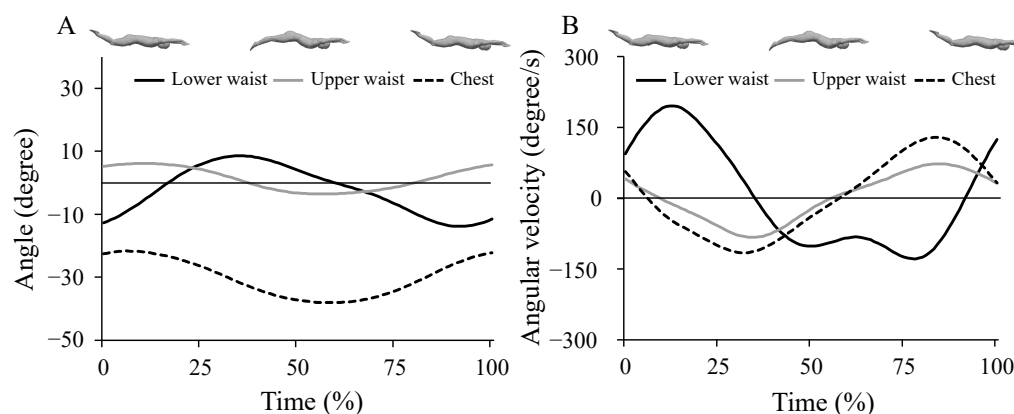 A
Lower waist Upper waist Chest
Angle (degree)
30
10
−10
−30
−50
0 25 50 75 100
Time (%)
B
Lower waist Upper waist Chest
Angular velocity (degree/s)
300
150
0
−150
−300
0 25 50 75 100
Time (%)